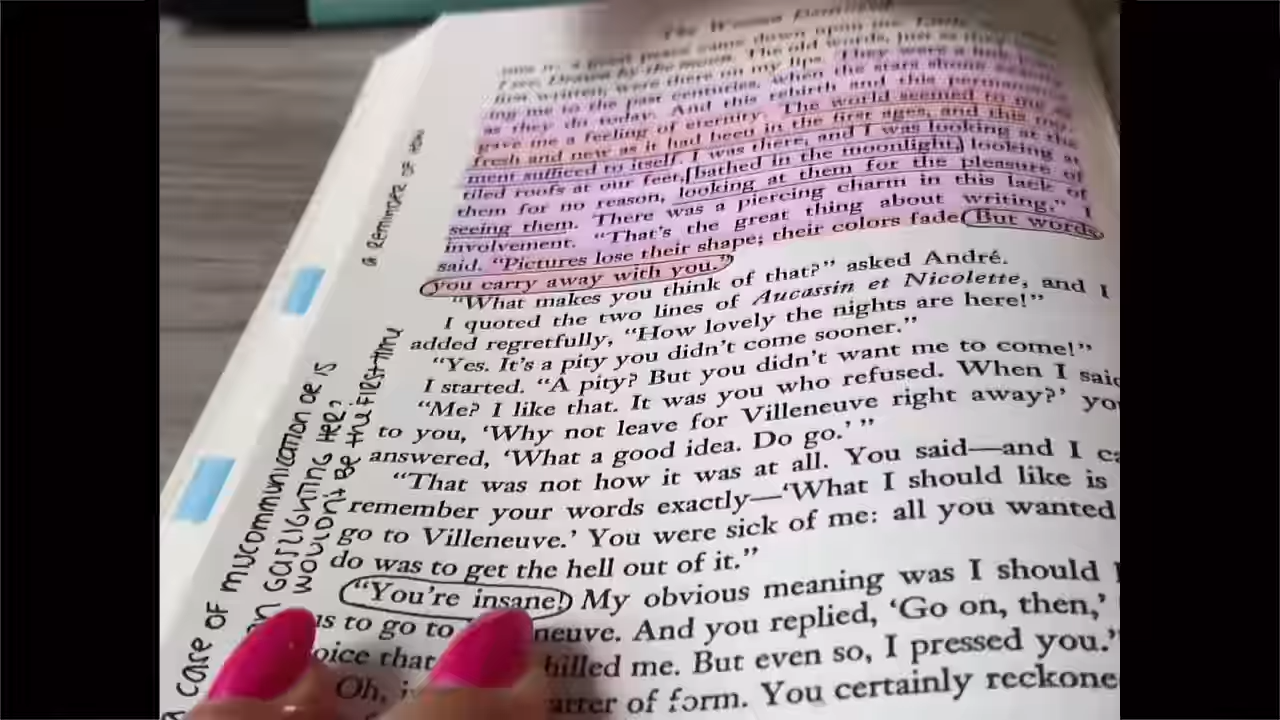 The Woman Destroyed
I see, Drawn by the moon. The old words, just as they were
first written, were there on my lips. They were a link join-
ing me to the past centuries, when the stars shone exactly
as they do today. And this rebirth and this permanence
gave me a feeling of eternity. The world seemed to me
fresh and new as it had been in the first ages, and this mo-
ment sufficed to itself. I was there, and I was looking at the
tiled roofs at our feet, bathed in the moonlight, looking at
them for no reason, looking at them for the pleasure of
seeing them. There was a piercing charm in this lack of
involvement. “That's the great thing about writing,” I
said. “Pictures lose their shape; their colors fade. But words
you carry away with you.”
“What makes you think of that?” asked André.
I quoted the two lines of Aucassin et Nicolette, and I
added regretfully, “How lovely the nights are here!”
“Yes. It's a pity you didn't come sooner.”
I started. “A pity? But you didn't want me to come!”
“Me? I like that. It was you who refused. When I said
to you, ‘Why not leave for Villeneuve right away?’ you
answered, ‘What a good idea. Do go.’ ”
“That was not how it was at all. You said—and I ca
remember your words exactly—‘What I should like is
go to Villeneuve.’ You were sick of me: all you wanted
do was to get the hell out of it.”
“You're insane! My obvious meaning was I should l
us to go to neuve. And you replied, ‘Go on, then,’
oice that hilled me. But even so, I pressed you.”
Oh, i atter of form. You certainly reckone
A REMINDER OF YOU
A CASE OF MISCOMMUNICATION OR IS
GASLIGHTING HER?
WOULDN'T BE THE FIRST TIME